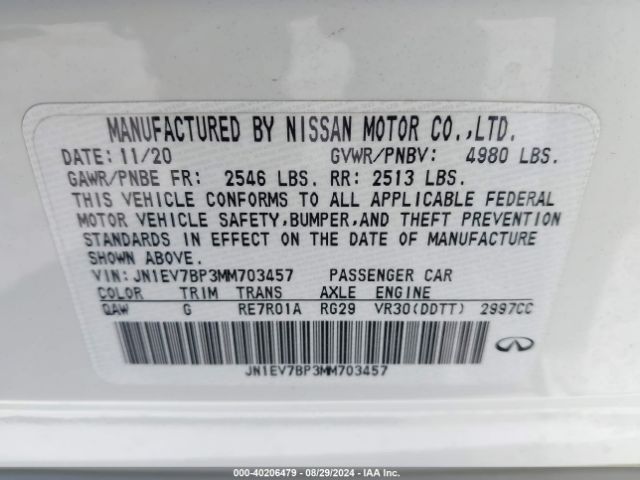 MANUFACTURED BY NISSAN MOTOR CO.,LTD.
DATE: 11/20 GVWR/PNBV: 4980 LBS.
GAWR/PNBE FR: 2546 LBS. RR: 2513 LBS.
THIS VEHICLE CONFORMS TO ALL APPLICABLE FEDERAL
MOTOR VEHICLE SAFETY,BUMPER,AND THEFT PREVENTION
STANDARDS IN EFFECT ON THE DATE OF MANUFACTURE
SHOWN ABOVE.
VIN: JN1EV7BP3MM703457 PASSENGER CAR
COLOR TRIM TRANS AXLE ENGINE
QAW G RE7R01A RG29 VR30(DDTT) 2997CC
JN1EV7BP3MM703457
000-40206479 - 08/29/2024 - IAA Inc.